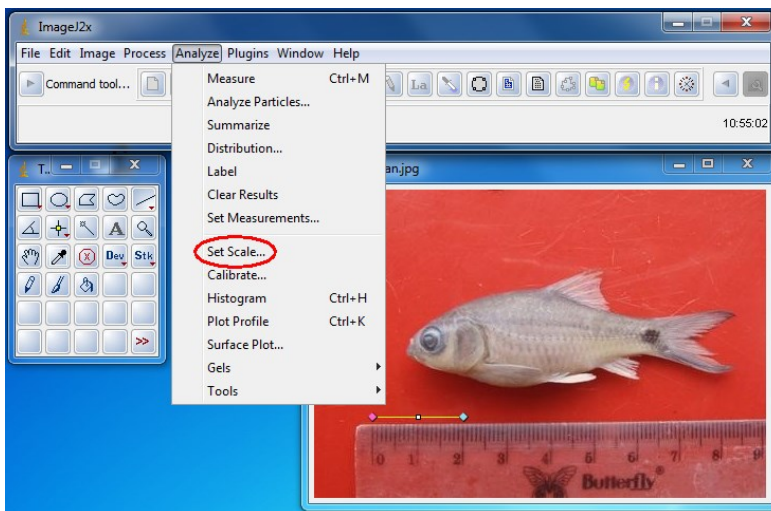 ImageJ2x
File Edit Image Process Analyze Plugins Window Help
Command tool...
La
10:55:02
T..
A
Dev Stk
>>
Measure Ctrl+M
Analyze Particles...
Summarize
Distribution...
Label
Clear Results
Set Measurements...
Set Scale...
Calibrate...
Histogram Ctrl+H
Plot Profile Ctrl+K
Surface Plot...
Gels
Tools
an.jpg
0 1 2 3 4 5 6 7 8 9
Butterfly